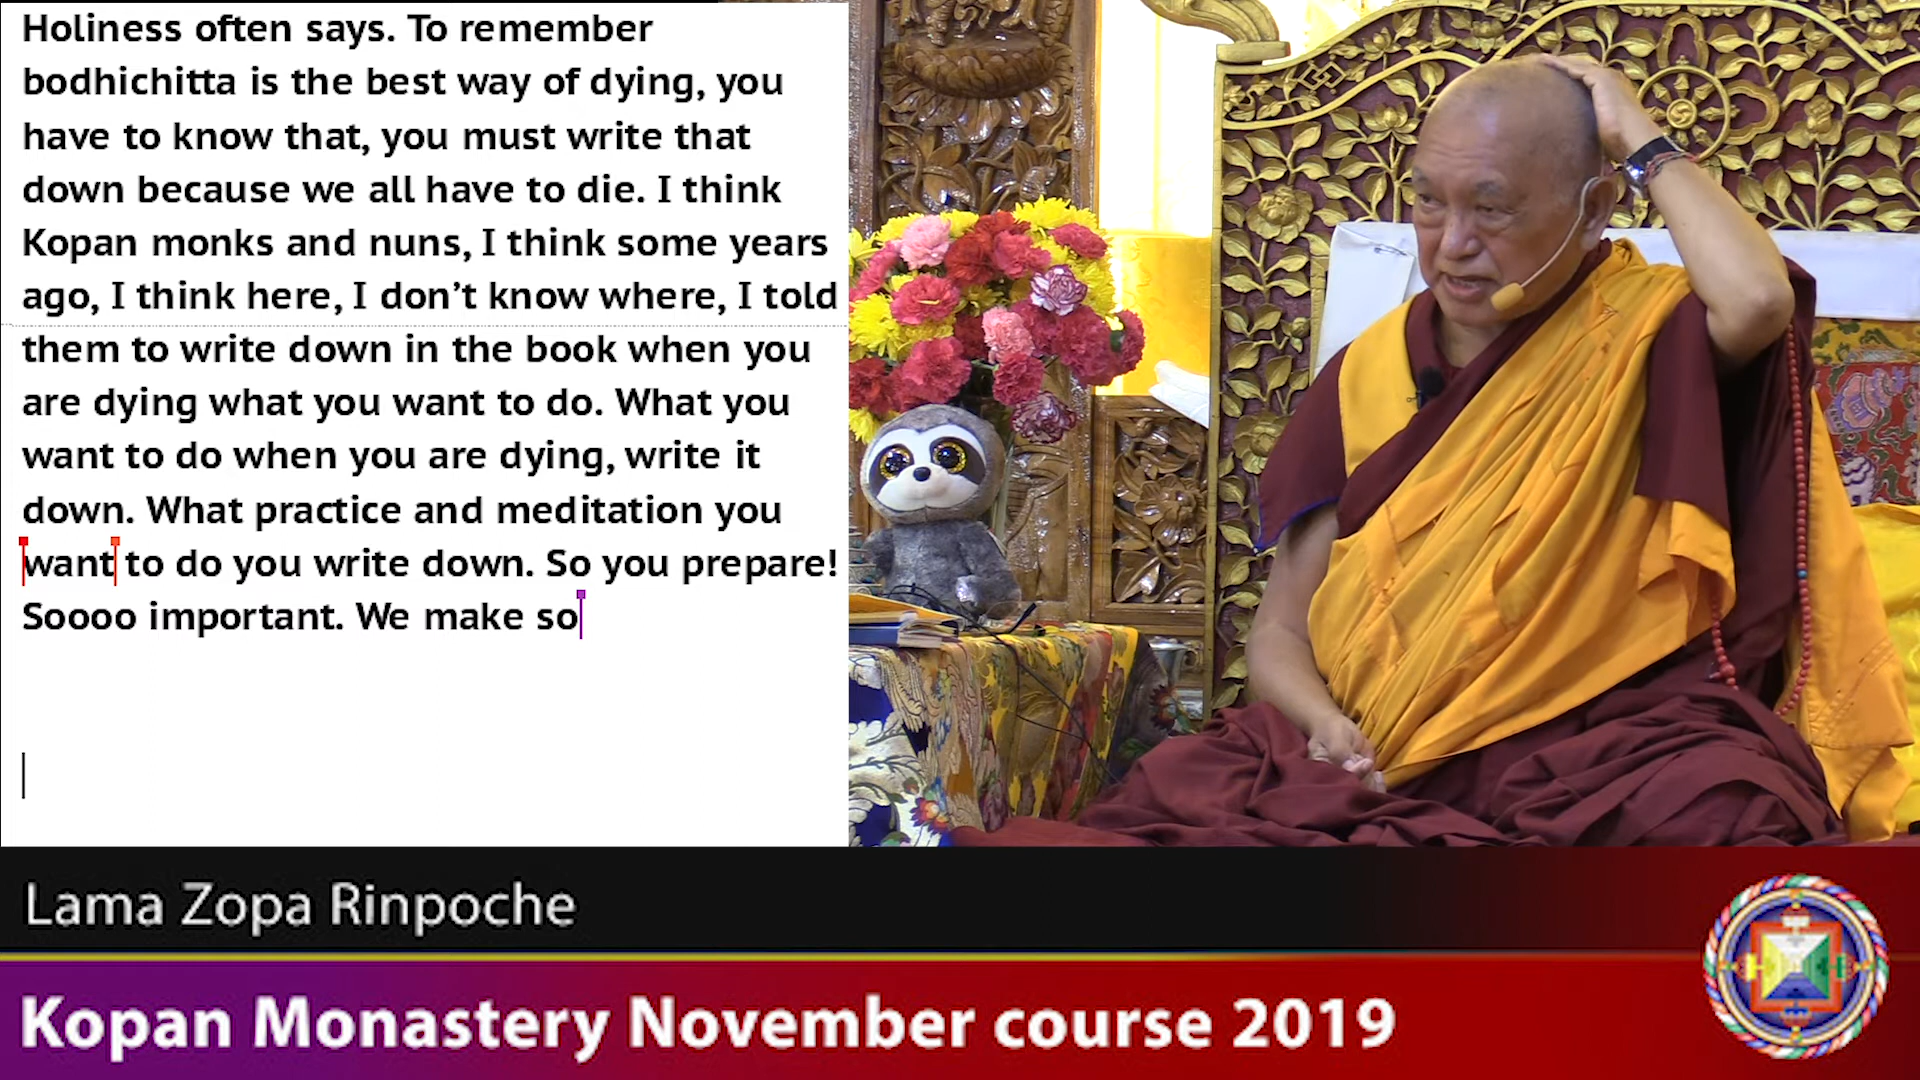 Holiness often says. To remember
bodhichitta is the best way of dying, you
have to know that, you must write that
down because we all have to die. I think
Kopan monks and nuns, I think some years
ago, I think here, I don’t know where, I told
them to write down in the book when you
are dying what you want to do. What you
want to do when you are dying, write it
down. What practice and meditation you
want to do you write down. So you prepare!
Soooo important. We make so
Lama Zopa Rinpoche
Kopan Monastery November course 2019